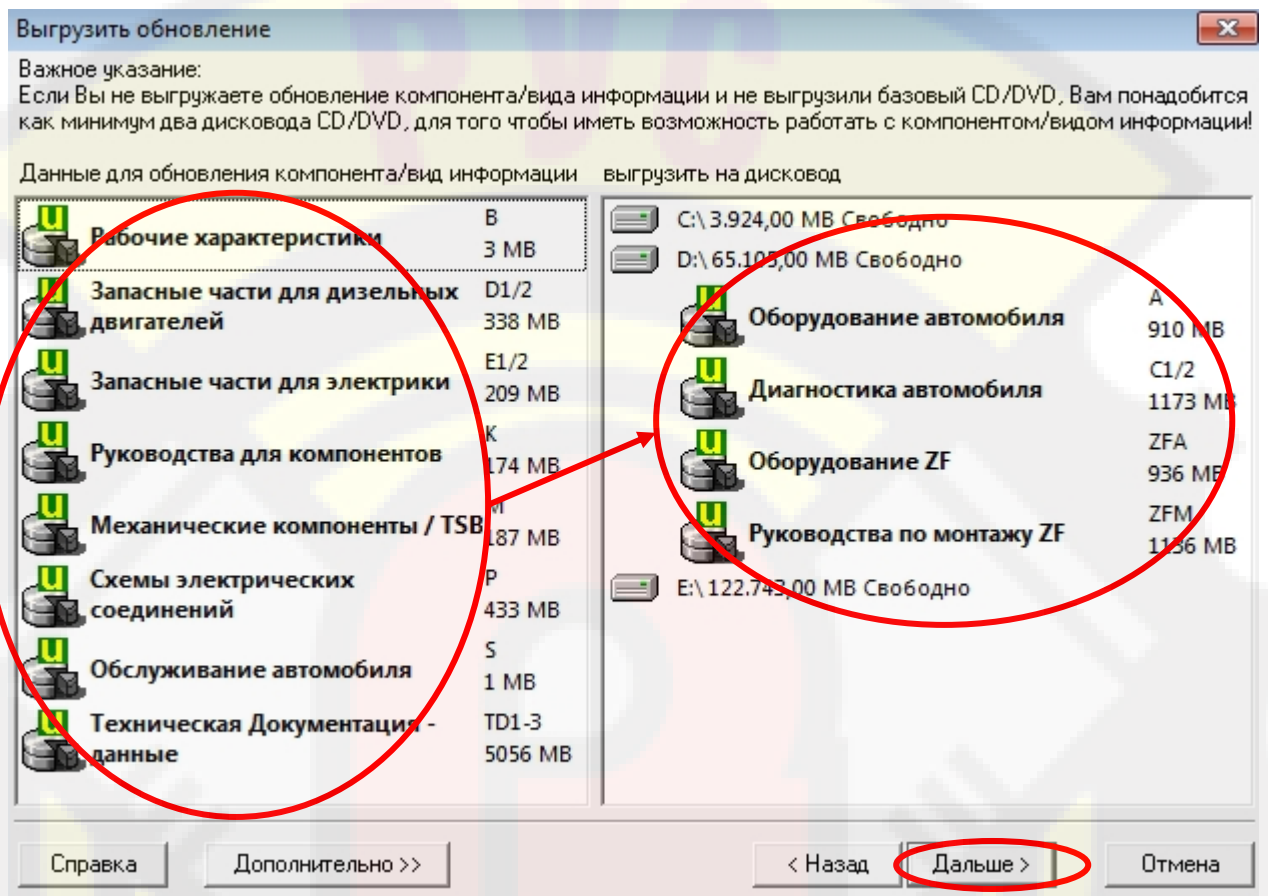 Выгрузить обновление
Важное указание:
Если Вы не выгружаете обновление компонента/вида информации и не выгрузили базовый CD/DVD, Вам понадобится
как минимум два дисковода CD/DVD, для того чтобы иметь возможность работать с компонентом/видом информации!
Данные для обновления компонента/вид информации
Рабочие характеристики
B
3 MB
Запасные части для дизельных
двигателей
D1/2
338 MB
Запасные части для электрики
E1/2
209 MB
Руководства для компонентов
K
174 MB
Механические компоненты / TSB
M
187 MB
Схемы электрических
соединений
P
433 MB
Обслуживание автомобиля
S
1 MB
Техническая Документация -
данные
TD1-3
5056 MB
выгрузить на дисковод
C:\ 3.924,00 MB Свободно
D:\ 65.105,00 MB Свободно
Оборудование автомобиля
A
910 MB
Диагностика автомобиля
C1/2
1173 MB
Оборудование ZF
ZFA
936 MB
Руководства по монтажу ZF
ZFM
1136 MB
E:\ 122.743,00 MB Свободно
Справка
Дополнительно >>
< Назад
Дальше >
Отмена
PVC